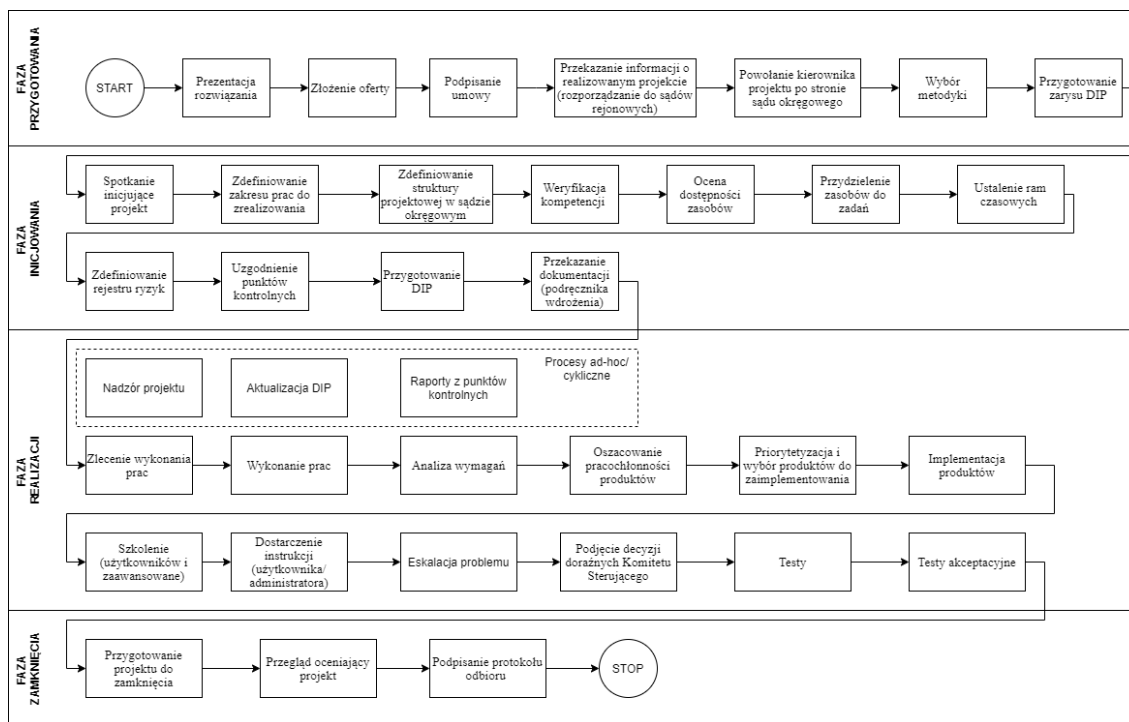 FAZA
PRZYGOTOWANIA
START
Prezentacja
rozwiązania
Złożenie oferty
Podpisanie
umowy
Przekazanie informacji o
realizowanym projekcie
(rozporządzanie do sądów
rejonowych)
Powołanie kierownika
projektu po stronie
sądu okręgowego
Wybór
metodyki
Przygotowanie
zarysu DIP
FAZA
INICJOWANIA
Spotkanie
inicjujące
projekt
Zdefiniowanie
zakresu prac do
zrealizowania
Zdefiniowanie
struktury
projektowej w sądzie
okręgowym
Weryfikacja
kompetencji
Ocena
dostępności
zasobów
Przydzielenie
zasobów do
zadań
Ustalenie ram
czasowych
Zdefiniowanie
rejestru ryzyk
Uzgodnienie
punktów
kontrolnych
Przygotowanie
DIP
Przekazanie
dokumentacji
(podręcznika
wdrożenia)
FAZA
REALIZACJI
Nadzór projektu
Aktualizacja DIP
Raporty z punktów
kontrolnych
Procesy ad-hoc/
cykliczne
Zlecenie wykonania
prac
Wykonanie prac
Analiza wymagań
Oszacowanie
pracochłonności
produktów
Priorytetyzacja i
wybór produktów do
zaimplementowania
Implementacja
produktów
Szkolenie
(użytkowników i
zaawansowane)
Dostarczenie
instrukcji
(użytkownika/
administratora)
Eskalacja problemu
Podjęcie decyzji
doraźnych Komitetu
Sterującego
Testy
Testy akceptacyjne
FAZA
ZAMKNIĘCIA
Przygotowanie
projektu do
zamknięcia
Przegląd oceniający
projekt
Podpisanie protokołu
odbioru
STOP